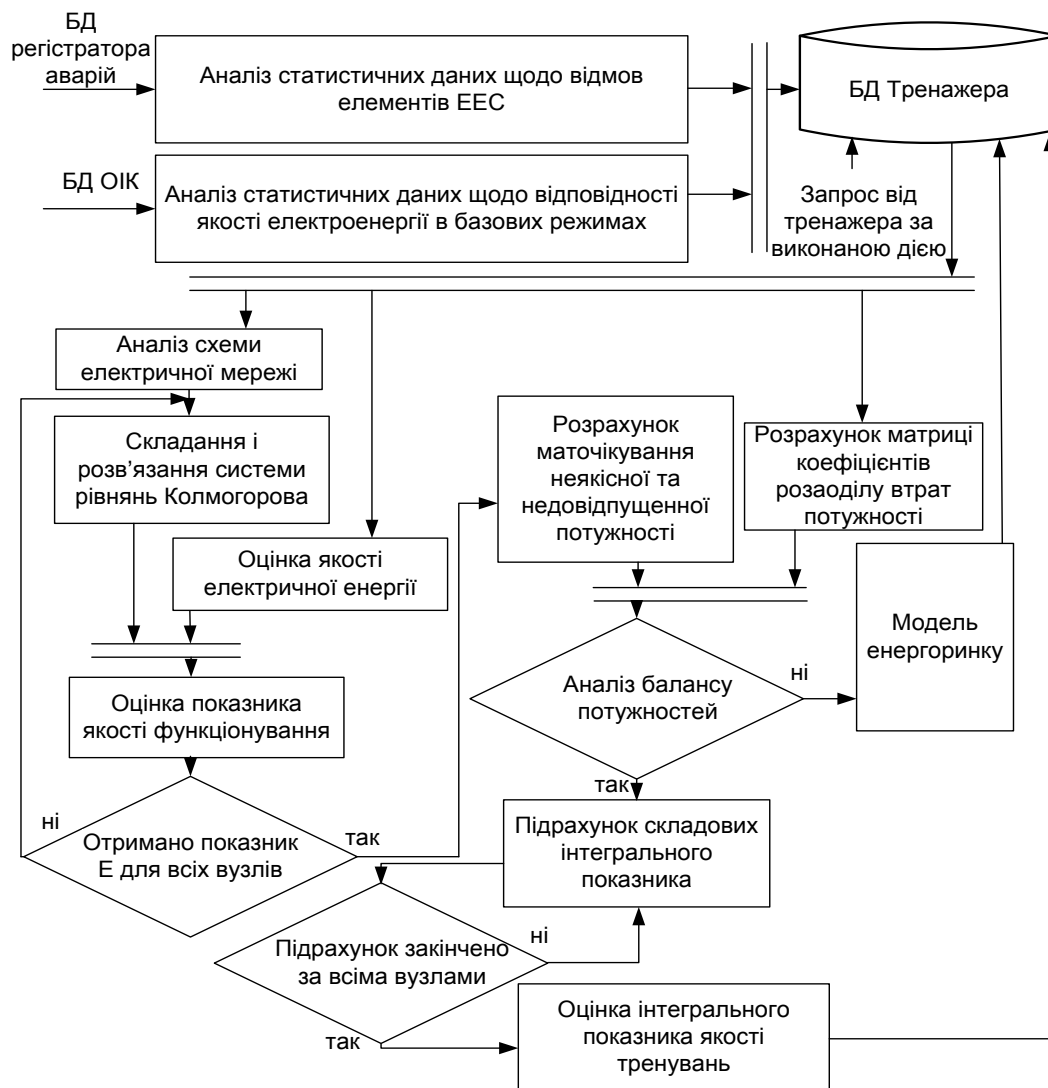 БД
регістратора
аварій
Аналіз статистичних даних щодо відмов
елементів ЕЕС
БД Тренажера
БД ОІК
Аналіз статистичних даних щодо відповідності
якості електроенергії в базових режимах
Запрос від
тренажера за
виконаною дією
Аналіз схеми
електричної мережі
Складання і
розв’язання системи
рівнянь Колмогорова
Розрахунок
маточікування
неякісної та
недовідпущенної
потужності
Розрахунок матриці
коефіцієнтів
розаоділу втрат
потужності
Оцінка якості
електричної енергії
Модель
енергоринку
Оцінка показника
якості функціонування
Аналіз балансу
потужностей
ні
так
ні
Отримано показник
Е для всіх вузлів
так
Підрахунок складових
інтегрального
показника
Підрахунок закінчено
за всіма вузлами
ні
так
Оцінка інтегрального
показника якості
тренувань